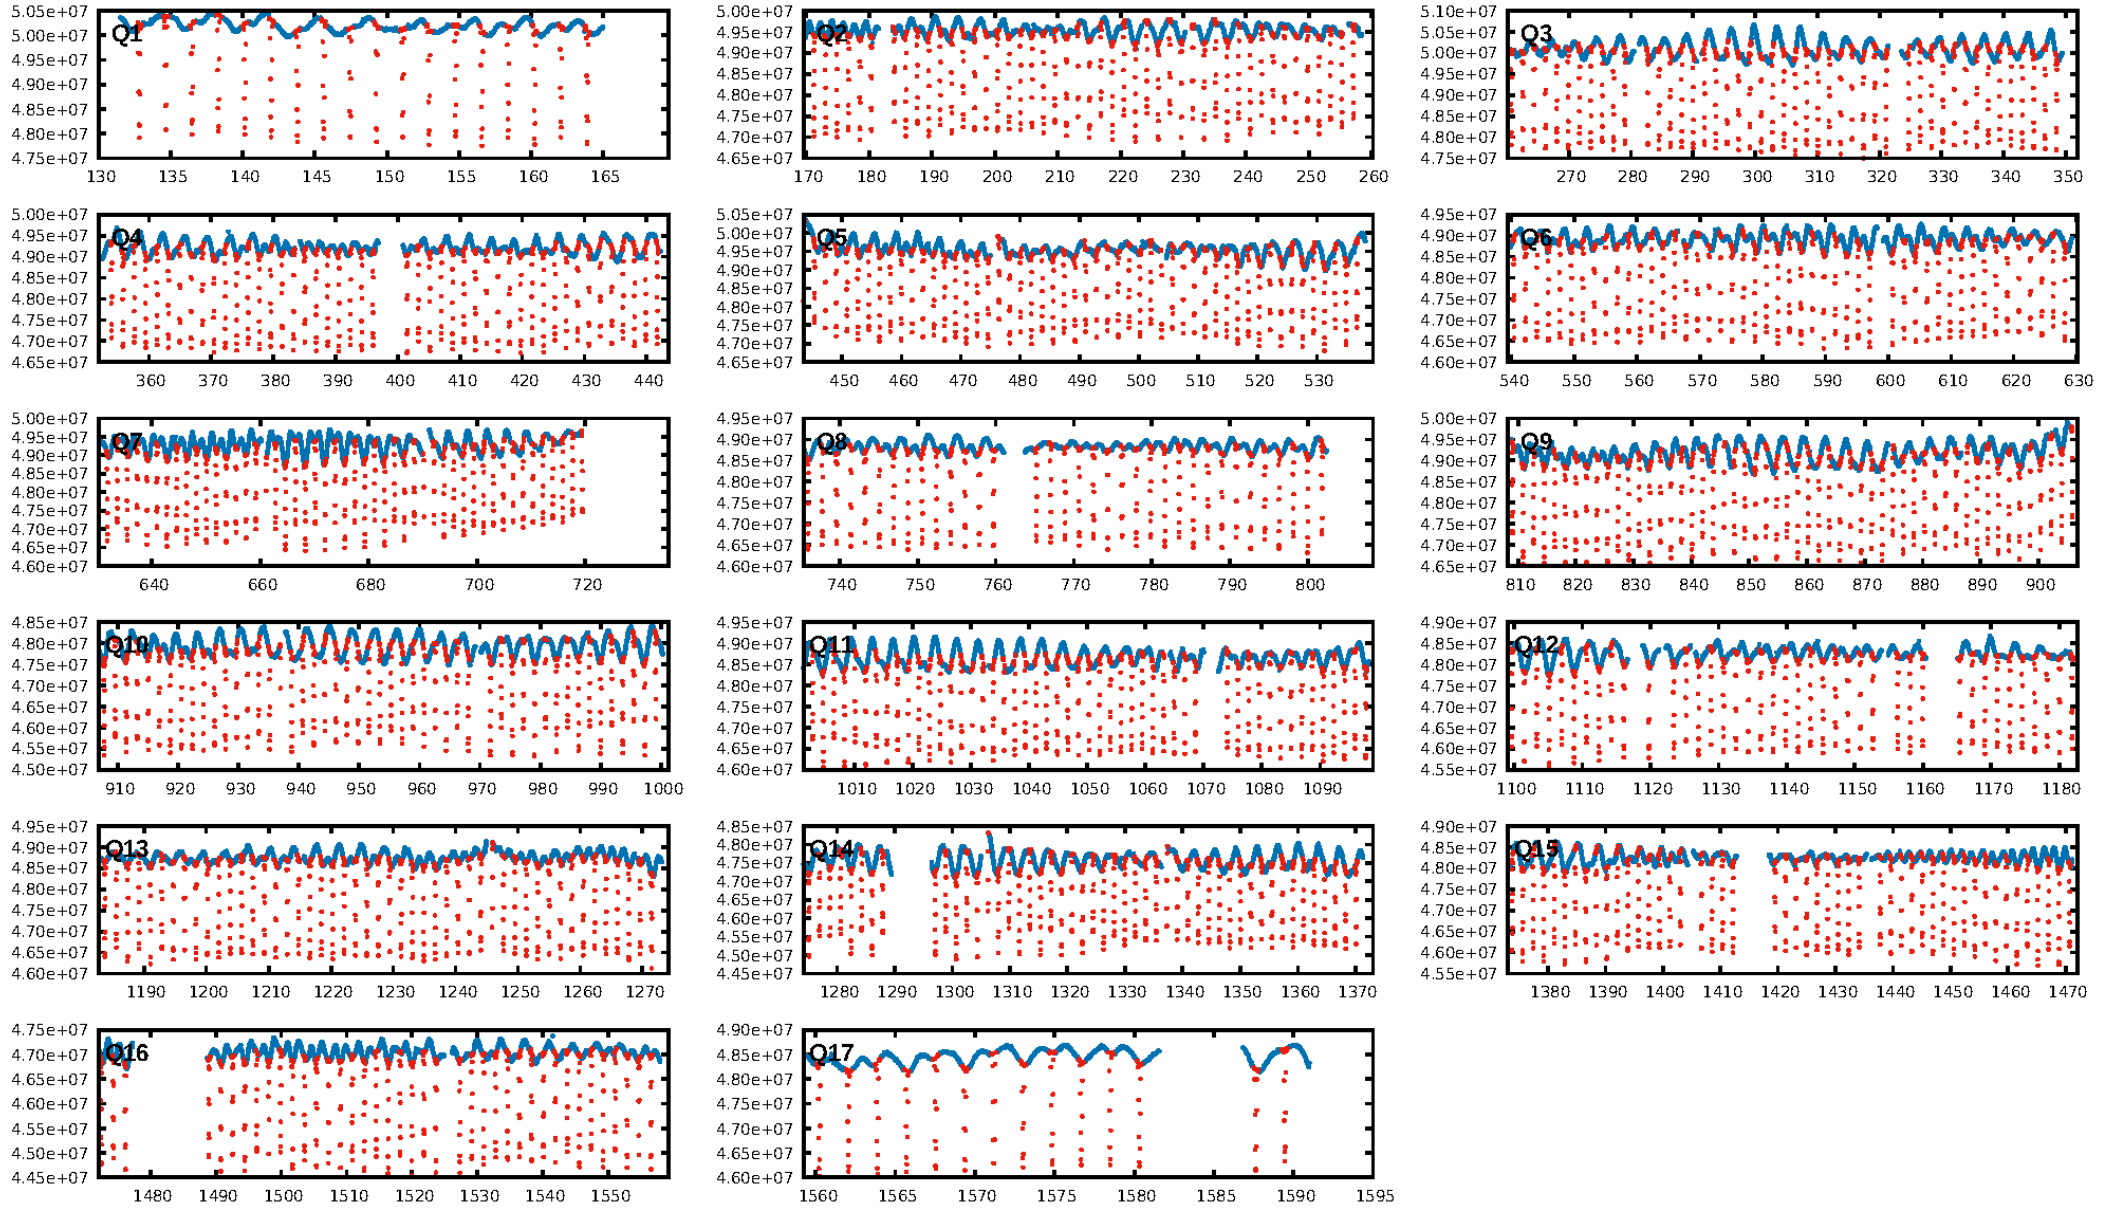 Q1
5.05e+07
5.00e+07
4.95e+07
4.90e+07
4.85e+07
4.80e+07
4.75e+07
130 135 140 145 150 155 160 165
Q2
5.00e+07
4.95e+07
4.90e+07
4.85e+07
4.80e+07
4.75e+07
4.70e+07
4.65e+07
170 180 190 200 210 220 230 240 250 260
Q3
5.10e+07
5.05e+07
5.00e+07
4.95e+07
4.90e+07
4.85e+07
4.80e+07
4.75e+07
270 280 290 300 310 320 330 340 350
Q4
5.00e+07
4.95e+07
4.90e+07
4.85e+07
4.80e+07
4.75e+07
4.70e+07
4.65e+07
360 370 380 390 400 410 420 430 440
Q5
5.05e+07
5.00e+07
4.95e+07
4.90e+07
4.85e+07
4.80e+07
4.75e+07
4.70e+07
4.65e+07
450 460 470 480 490 500 510 520 530
Q6
4.95e+07
4.90e+07
4.85e+07
4.80e+07
4.75e+07
4.70e+07
4.65e+07
4.60e+07
540 550 560 570 580 590 600 610 620 630
Q7
5.00e+07
4.95e+07
4.90e+07
4.85e+07
4.80e+07
4.75e+07
4.70e+07
4.65e+07
4.60e+07
640 660 680 700 720
Q8
4.95e+07
4.90e+07
4.85e+07
4.80e+07
4.75e+07
4.70e+07
4.65e+07
4.60e+07
740 750 760 770 780 790 800
Q9
5.00e+07
4.95e+07
4.90e+07
4.85e+07
4.80e+07
4.75e+07
4.70e+07
4.65e+07
810 820 830 840 850 860 870 880 890 900
Q10
4.85e+07
4.80e+07
4.75e+07
4.70e+07
4.65e+07
4.60e+07
4.55e+07
4.50e+07
910 920 930 940 950 960 970 980 990 1000
Q11
4.95e+07
4.90e+07
4.85e+07
4.80e+07
4.75e+07
4.70e+07
4.65e+07
4.60e+07
1010 1020 1030 1040 1050 1060 1070 1080 1090
Q12
4.90e+07
4.85e+07
4.80e+07
4.75e+07
4.70e+07
4.65e+07
4.60e+07
4.55e+07
1100 1110 1120 1130 1140 1150 1160 1170 1180
Q13
4.95e+07
4.90e+07
4.85e+07
4.80e+07
4.75e+07
4.70e+07
4.65e+07
4.60e+07
1190 1200 1210 1220 1230 1240 1250 1260 1270
Q14
4.85e+07
4.80e+07
4.75e+07
4.70e+07
4.65e+07
4.60e+07
4.55e+07
4.50e+07
4.45e+07
1280 1290 1300 1310 1320 1330 1340 1350 1360 1370
Q15
4.90e+07
4.85e+07
4.80e+07
4.75e+07
4.70e+07
4.65e+07
4.60e+07
4.55e+07
1380 1390 1400 1410 1420 1430 1440 1450 1460 1470
Q16
4.75e+07
4.70e+07
4.65e+07
4.60e+07
4.55e+07
4.50e+07
4.45e+07
1480 1490 1500 1510 1520 1530 1540 1550
Q17
4.90e+07
4.85e+07
4.80e+07
4.75e+07
4.70e+07
4.65e+07
4.60e+07
1560 1565 1570 1575 1580 1585 1590 1595